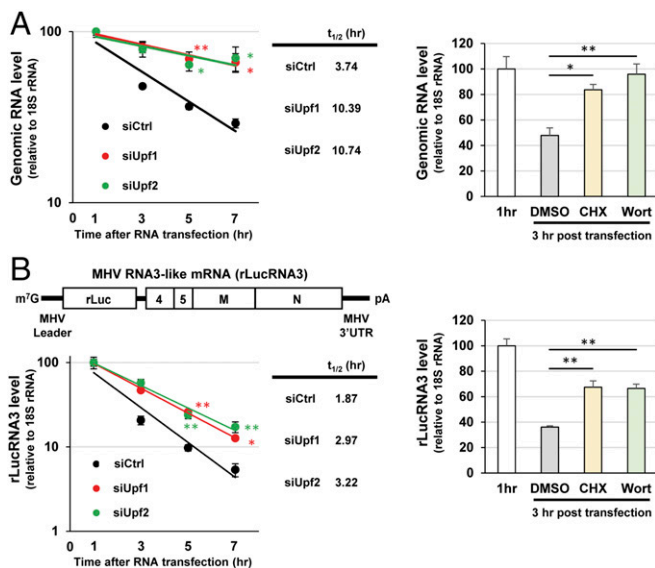 A
Genomic RNA level
(relative to 18S rRNA)
100
10
siCtrl
siUpf1
siUpf2
**
*
*
*
0 1 3 5 7
Time after RNA transfection (hr)
t1/2 (hr)
siCtrl 3.74
siUpf1 10.39
siUpf2 10.74
Genomic RNA level
(relative to 18S rRNA)
120
100
80
60
40
20
0
**
*
1hr DMSO CHX Wort
3 hr post transfection
B
MHV RNA3-like mRNA (rLucRNA3)
m7G rLuc 4 5 M N pA
MHV
Leader
MHV
3'UTR
rLucRNA3 level
(relative to 18S rRNA)
100
10
1
siCtrl
siUpf1
siUpf2
**
**
**
*
0 1 3 5 7
Time after RNA transfection (hr)
t1/2 (hr)
siCtrl 1.87
siUpf1 2.97
siUpf2 3.22
rLucRNA3 level
(relative to 18S rRNA)
120
100
80
60
40
20
0
**
**
1hr DMSO CHX Wort
3 hr post transfection